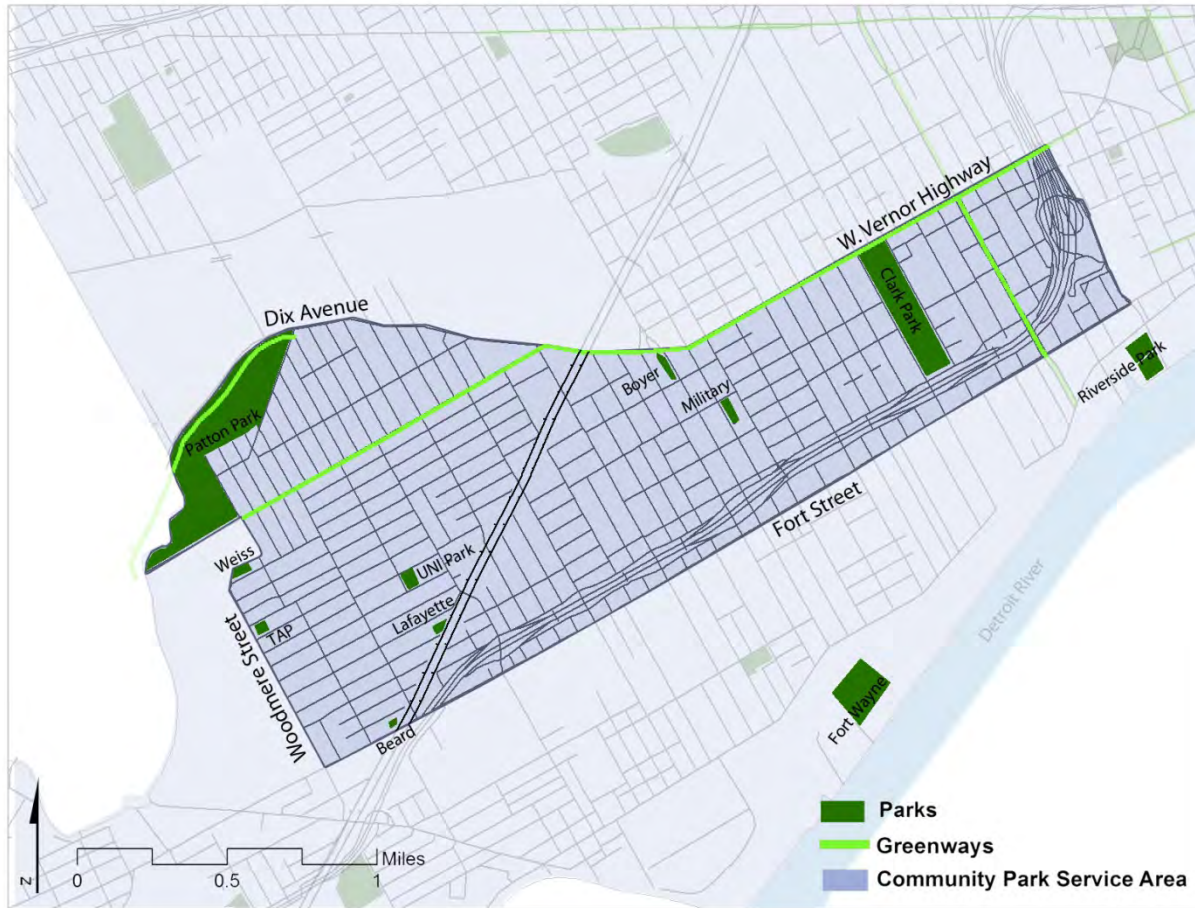 W. Vernor Highway
Dix Avenue
Clark Park
Riverside Park
Boyer
Military
Patton Park
Fort Street
Weiss
UNI Park
Lafayette
TAP
Woodmere Street
Detroit River
Fort Wayne
Beard
N
Miles
0 0.5 1
Parks
Greenways
Community Park Service Area